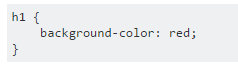 h1 {
    background-color: red;
}